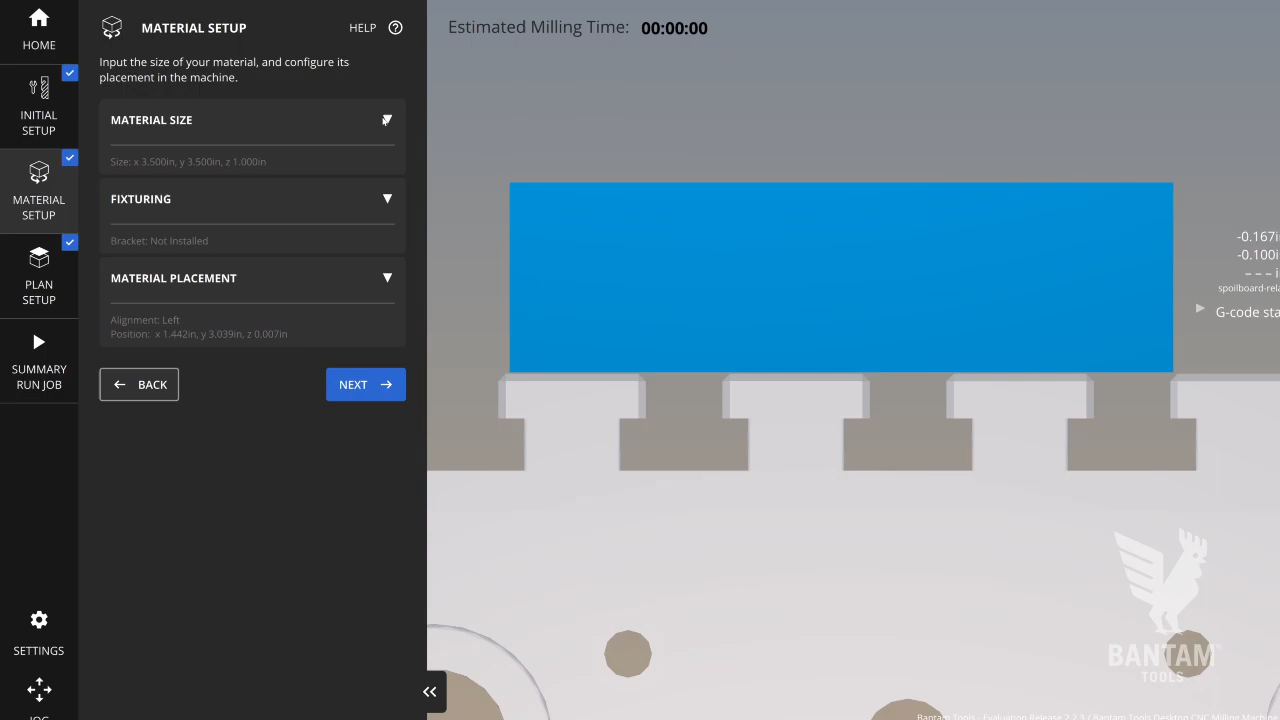 HOME
INITIAL
SETUP
MATERIAL
SETUP
PLAN
SETUP
SUMMARY
RUN JOB
SETTINGS
MATERIAL SETUP
HELP
Input the size of your material, and configure its
placement in the machine.
MATERIAL SIZE
Size: x 3.500in, y 3.500in, z 1.000in
FIXTURING
Bracket: Not Installed
MATERIAL PLACEMENT
Alignment: Left
Position: x 1.442in, y 3.039in, z 0.007in
BACK
NEXT
Estimated Milling Time: 00:00:00
-0.167i
-0.100i
– – – i
spoilboard-rela
G-code sta
BANTAM
TOOLS